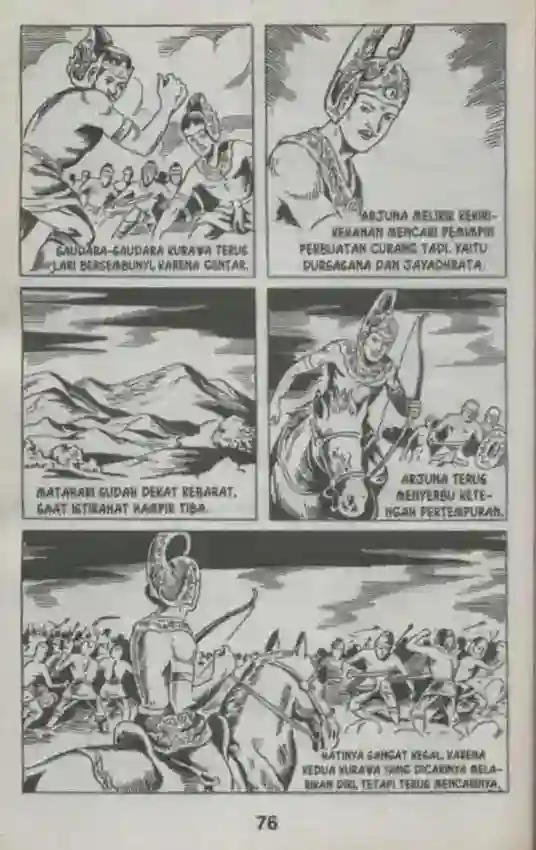 SAUDARA-SAUDARA KURAWA TERUS
LARI BERSEMBUNYI, KARENA GENTAR.
ARJUNA MELIRIK KEKIRI-
KEKANAN MENCARI PEMIMPIN
PERBUATAN CURANG TADI, YAITU
DURSASANA DAN JAYADHRATA.
MATAHARI SUDAH DEKAT KEBARAT,
SAAT ISTIRAHAT HAMPIR TIBA.
ARJUNA TERUS
MENYERBU KETE-
NGAH PERTEMPURAN.
HATINYA SANGAT KESAL, KARENA
KEDUA KURAWA YANG DICARINYA MELA-
RIKAN DIRI, TETAPI TERUS MENCARINYA.
76